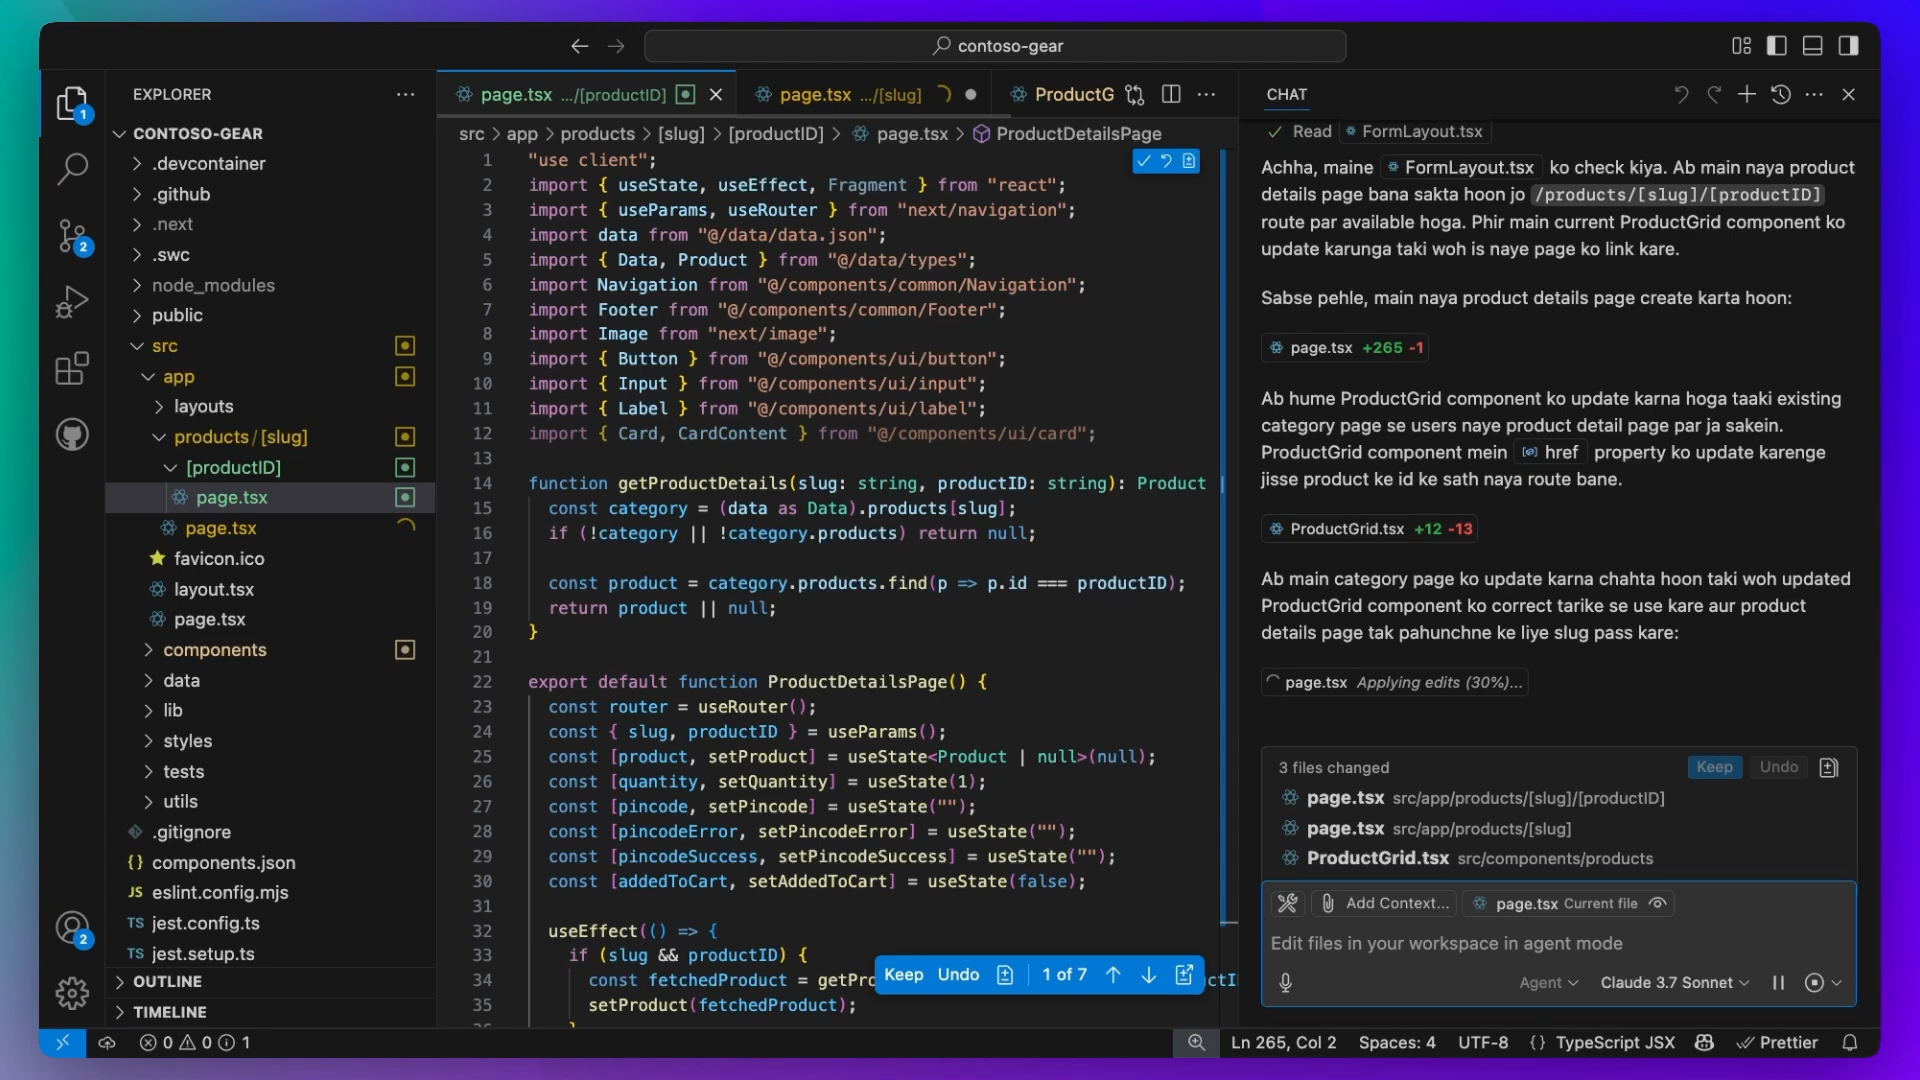 contoso-gear
EXPLORER
CONTOSO-GEAR
.devcontainer
.github
.next
.swc
node_modules
public
src
app
layouts
products/[slug]
[productID]
page.tsx
page.tsx
favicon.ico
layout.tsx
page.tsx
components
data
lib
styles
tests
utils
.gitignore
{} components.json
JS eslint.config.mjs
TS jest.config.ts
TS jest.setup.ts
OUTLINE
TIMELINE
1
2
2
page.tsx .../[productID]
page.tsx .../[slug]
ProductG
src > app > products > [slug] > [productID] > page.tsx > ProductDetailsPage
1 "use client";
2 import { useState, useEffect, Fragment } from "react";
3 import { useParams, useRouter } from "next/navigation";
4 import data from "@/data/data.json";
5 import { Data, Product } from "@/data/types";
6 import Navigation from "@/components/common/Navigation";
7 import Footer from "@/components/common/Footer";
8 import Image from "next/image";
9 import { Button } from "@/components/ui/button";
10 import { Input } from "@/components/ui/input";
11 import { Label } from "@/components/ui/label";
12 import { Card, CardContent } from "@/components/ui/card";
13
14 function getProductDetails(slug: string, productID: string): Product |
15 const category = (data as Data).products[slug];
16 if (!category || !category.products) return null;
17
18 const product = category.products.find(p => p.id === productID);
19 return product || null;
20 }
21
22 export default function ProductDetailsPage() {
23 const router = useRouter();
24 const { slug, productID } = useParams();
25 const [product, setProduct] = useState<Product | null>(null);
26 const [quantity, setQuantity] = useState(1);
27 const [pincode, setPincode] = useState("");
28 const [pincodeError, setPincodeError] = useState("");
29 const [pincodeSuccess, setPincodeSuccess] = useState("");
30 const [addedToCart, setAddedToCart] = useState(false);
31
32 useEffect(() => {
33 if (slug && productID) {
34 const fetchedProduct = getPro
35 setProduct(fetchedProduct);
Keep Undo 1 of 7
CHAT
Read FormLayout.tsx
Achha, maine FormLayout.tsx ko check kiya. Ab main naya product
details page bana sakta hoon jo /products/[slug]/[productID]
route par available hoga. Phir main current ProductGrid component ko
update karunga taki woh is naye page ko link kare.
Sabse pehle, main naya product details page create karta hoon:
page.tsx +265 -1
Ab hume ProductGrid component ko update karna hoga taaki existing
category page se users naye product detail page par ja sakein.
ProductGrid component mein href property ko update karenge
jisse product ke id ke sath naya route bane.
ProductGrid.tsx +12 -13
Ab main category page ko update karna chahta hoon taki woh updated
ProductGrid component ko correct tarike se use kare aur product
details page tak pahunchne ke liye slug pass kare:
page.tsx Applying edits (30%)...
3 files changed Keep Undo
page.tsx src/app/products/[slug]/[productID]
page.tsx src/app/products/[slug]
ProductGrid.tsx src/components/products
Add Context... page.tsx Current file
Edit files in your workspace in agent mode
Agent Claude 3.7 Sonnet
0 0 1
Ln 265, Col 2 Spaces: 4 UTF-8 {} TypeScript JSX Prettier